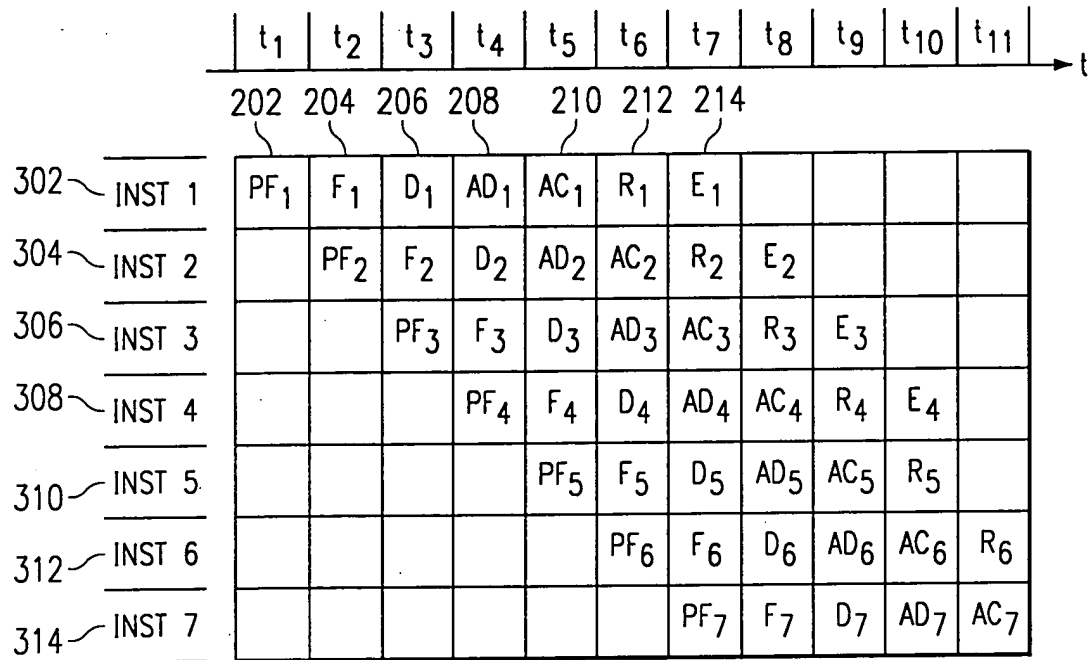 t₁ t₂ t₃ t₄ t₅ t₆ t₇ t₈ t₉ t₁₀ t₁₁
t
202 204 206 208 210 212 214
302 INST 1 PF₁ F₁ D₁ AD₁ AC₁ R₁ E₁
304 INST 2 PF₂ F₂ D₂ AD₂ AC₂ R₂ E₂
306 INST 3 PF₃ F₃ D₃ AD₃ AC₃ R₃ E₃
308 INST 4 PF₄ F₄ D₄ AD₄ AC₄ R₄ E₄
310 INST 5 PF₅ F₅ D₅ AD₅ AC₅ R₅
312 INST 6 PF₆ F₆ D₆ AD₆ AC₆ R₆
314 INST 7 PF₇ F₇ D₇ AD₇ AC₇